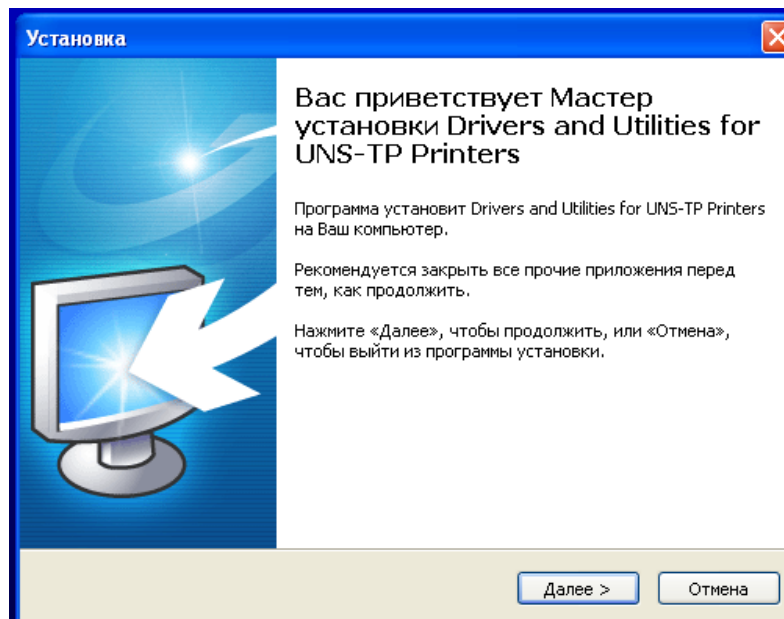 Установка
Вас приветствует Мастер
установки Drivers and Utilities for
UNS-TP Printers
Программа установит Drivers and Utilities for UNS-TP Printers
на Ваш компьютер.
Рекомендуется закрыть все прочие приложения перед
тем, как продолжить.
Нажмите «Далее», чтобы продолжить, или «Отмена»,
чтобы выйти из программы установки.
Далее >
Отмена